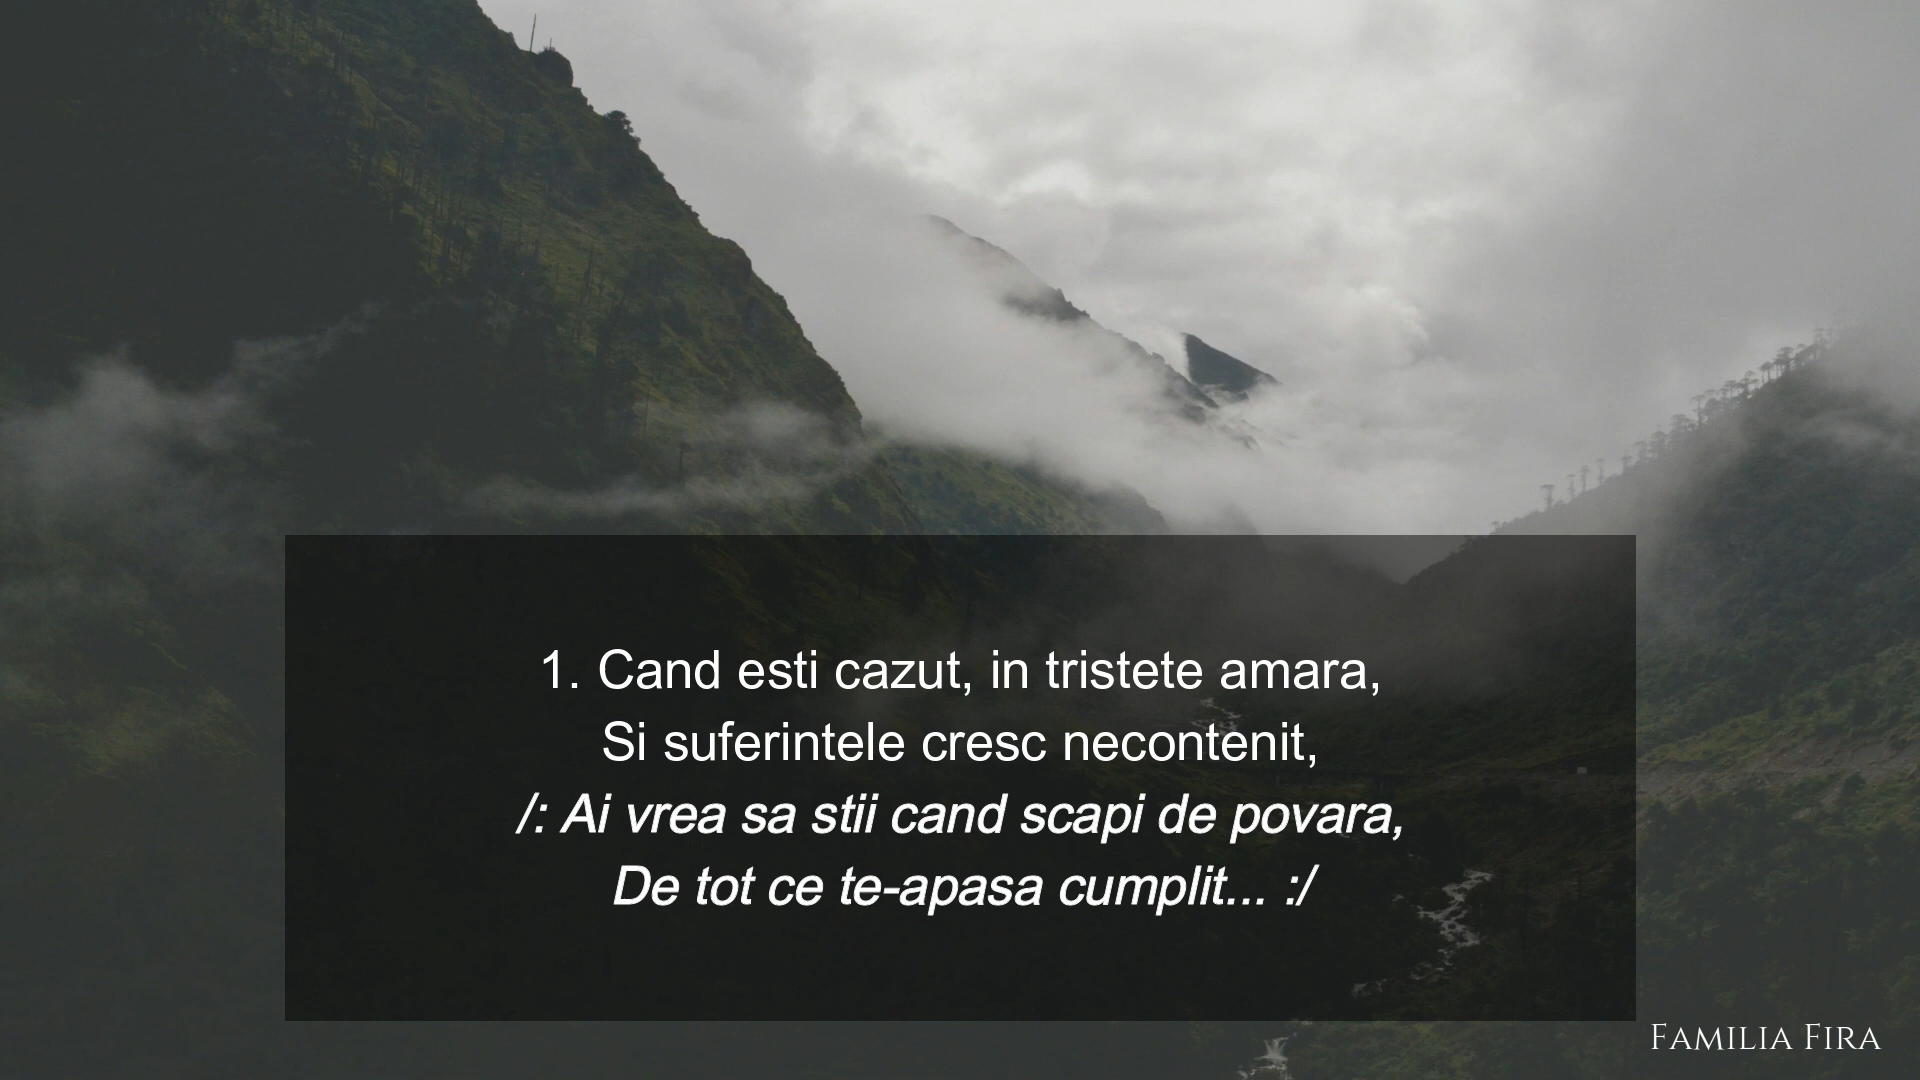 1. Cand esti cazut, in tristete amara,
Si suferintele cresc necontenit,
/: Ai vrea sa stii cand scapi de povara,
De tot ce te-apasa cumplit... :/
FAMILIA FIRA